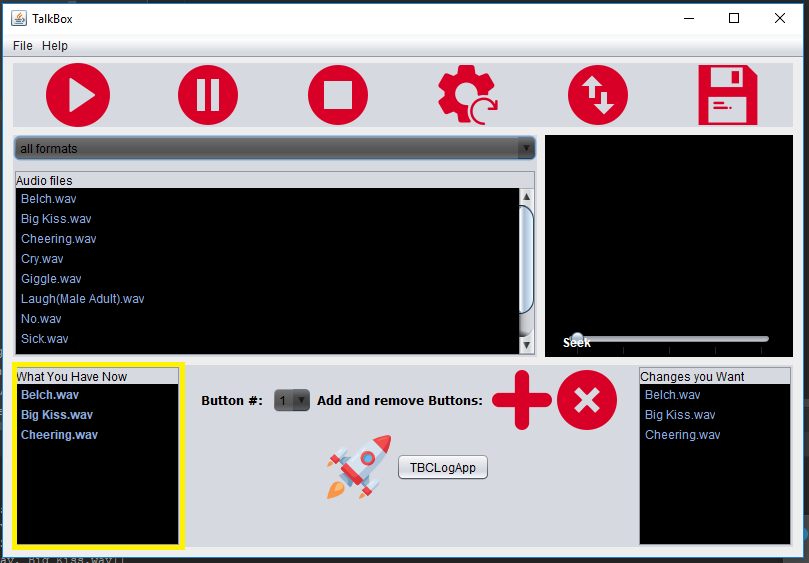 TalkBox
File Help
all formats
Audio files
Belch.wav
Big Kiss.wav
Cheering.wav
Cry.wav
Giggle.wav
Laugh(Male Adult).wav
No.wav
Sick.wav
Seek
What You Have Now
Belch.wav
Big Kiss.wav
Cheering.wav
Button #: 1 Add and remove Buttons:
TBCLogApp
Changes you Want
Belch.wav
Big Kiss.wav
Cheering.wav